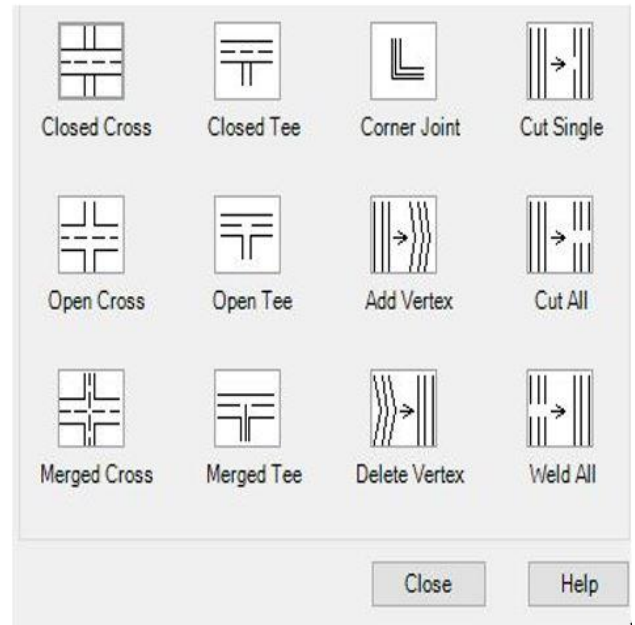 Closed Cross Closed Tee Corner Joint Cut Single
Open Cross Open Tee Add Vertex Cut All
Merged Cross Merged Tee Delete Vertex Weld All
Close Help